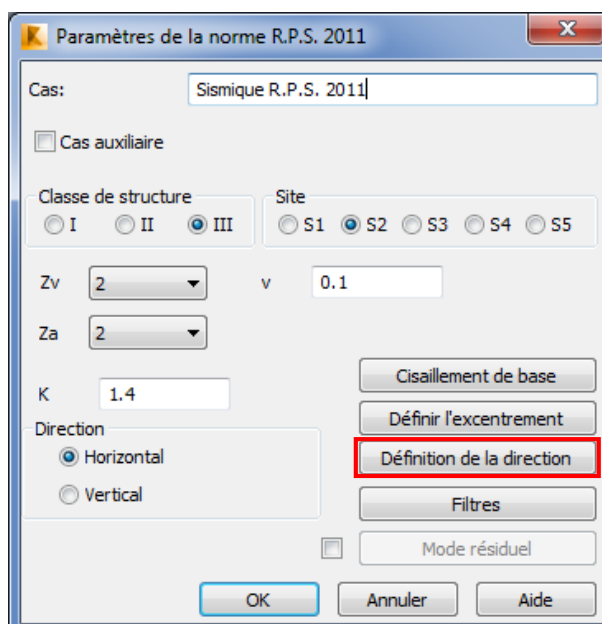 Paramètres de la norme R.P.S. 2011
Cas: Sismique R.P.S. 2011
Cas auxiliaire
Classe de structure
I II III
Site
S1 S2 S3 S4 S5
Zv 2 v 0.1
Za 2
K 1.4
Direction
Horizontal
Vertical
Cisaillement de base
Définir l'excentrement
Définition de la direction
Filtres
Mode résiduel
OK Annuler Aide